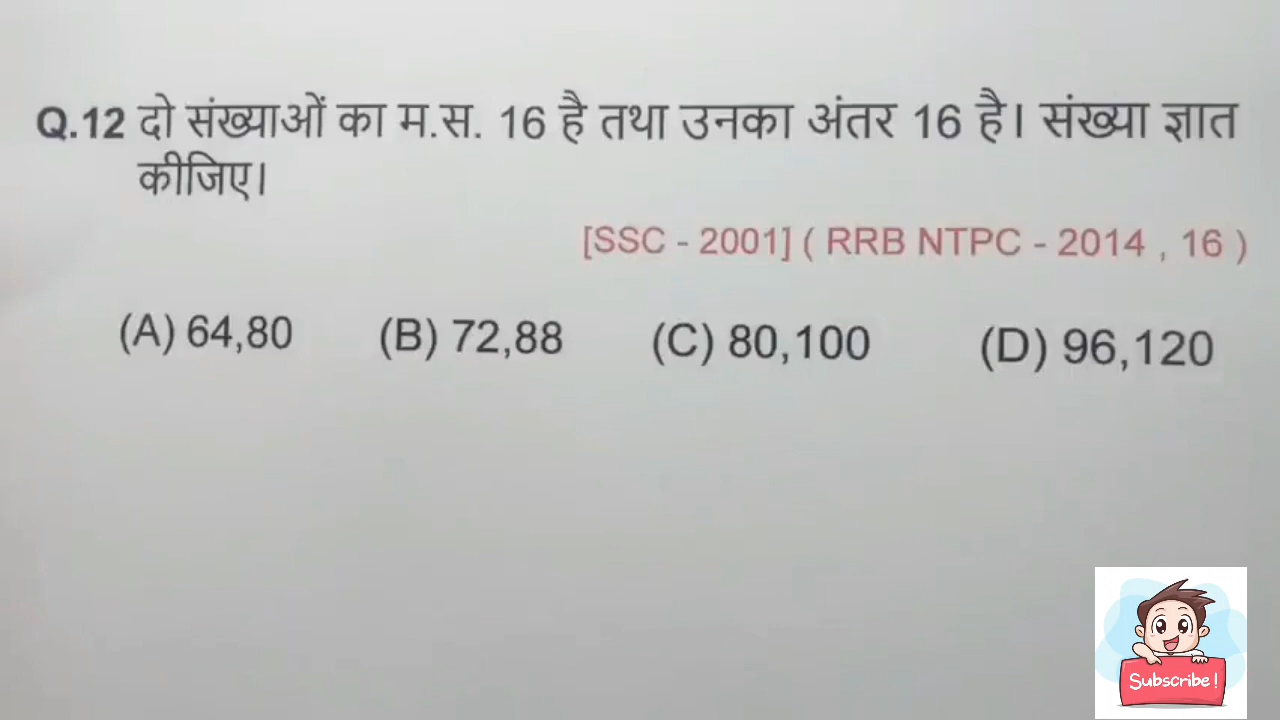 Q.12 दो संख्याओं का म.स. 16 है तथा उनका अंतर 16 है। संख्या ज्ञात
कीजिए।
[SSC - 2001] ( RRB NTPC - 2014 , 16 )
(A) 64,80 (B) 72,88 (C) 80,100 (D) 96,120
Subscribe!